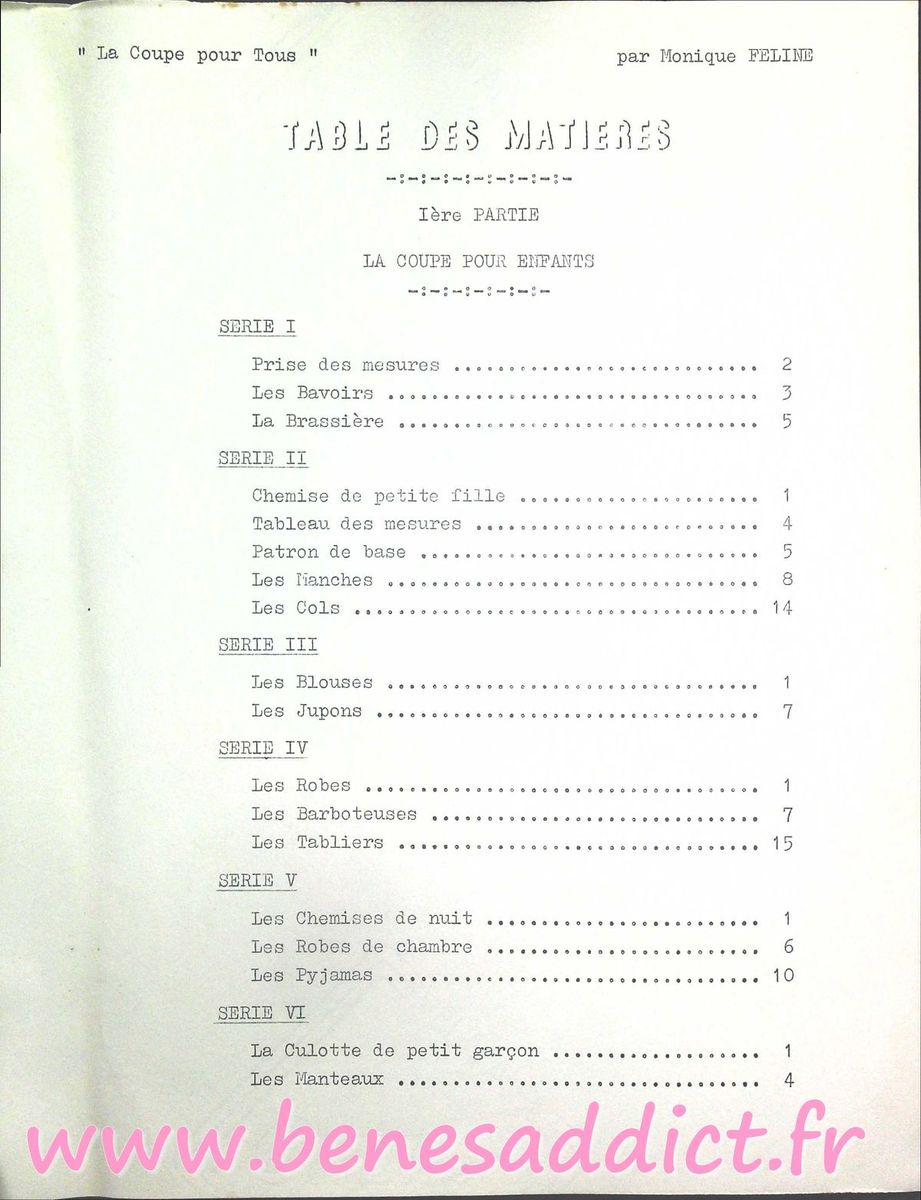 " La Coupe pour Tous " par Monique FELINE
TABLE DES MATIERES
-:-:-:-:-:-:-:-:-
Ière PARTIE
LA COUPE POUR ENFANTS
-:-:-:-:-:-:-
SERIE I
Prise des mesures ............................ 2
Les Bavoirs .................................. 3
La Brassière ................................. 5
SERIE II
Chemise de petite fille ...................... 1
Tableau des mesures .......................... 4
Patron de base ............................... 5
Les Manches .................................. 8
Les Cols ..................................... 14
SERIE III
Les Blouses .................................. 1
Les Jupons ................................... 7
SERIE IV
Les Robes .................................... 1
Les Barboteuses .............................. 7
Les Tabliers ................................. 15
SERIE V
Les Chemises de nuit ......................... 1
Les Robes de chambre ......................... 6
Les Pyjamas .................................. 10
SERIE VI
La Culotte de petit garçon ................... 1
Les Manteaux ................................. 4
www.benesaddict.fr